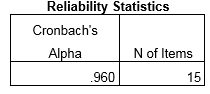 Reliability Statistics
Cronbach's
Alpha
N of Items
.960
15